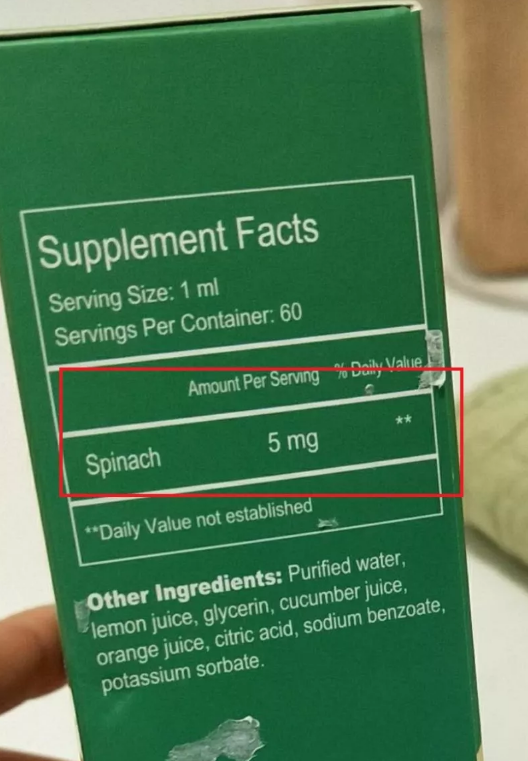 Supplement Facts
Serving Size: 1 ml
Servings Per Container: 60
Amount Per Serving % Daily Value
Spinach 5 mg **
**Daily Value not established
Other Ingredients: Purified water,
lemon juice, glycerin, cucumber juice,
orange juice, citric acid, sodium benzoate,
potassium sorbate.